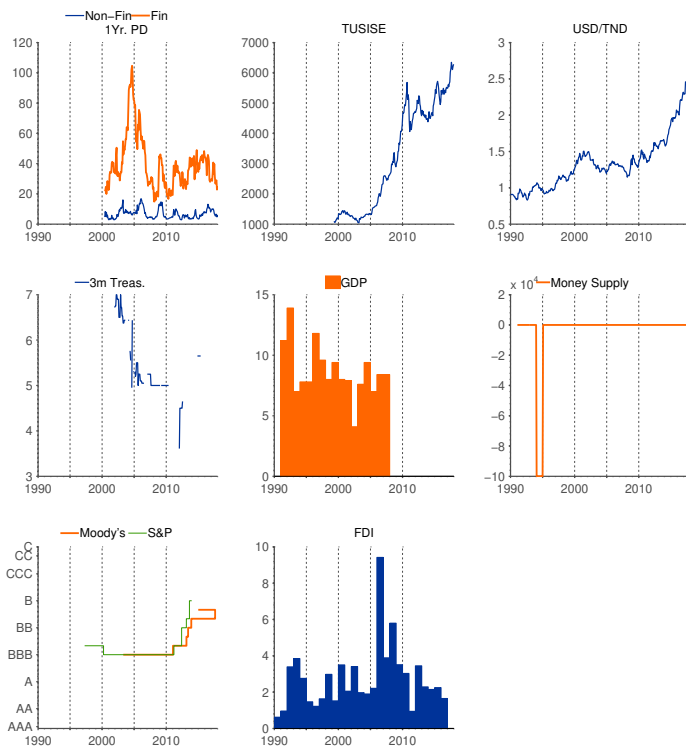 Non-Fin Fin
1Yr. PD
120
100
80
60
40
20
0
1990 2000 2010
TUSISE
7000
6000
5000
4000
3000
2000
1000
1990 2000 2010
USD/TND
3
2.5
2
1.5
1
0.5
1990 2000 2010
3m Treas.
7
6
5
4
3
1990 2000 2010
GDP
15
10
5
0
1990 2000 2010
x 10^4 Money Supply
2
0
-2
-4
-6
-8
-10
1990 2000 2010
Moody's S&P
C
CC
CCC
B
BB
BBB
A
AA
AAA
1990 2000 2010
FDI
10
8
6
4
2
0
1990 2000 2010